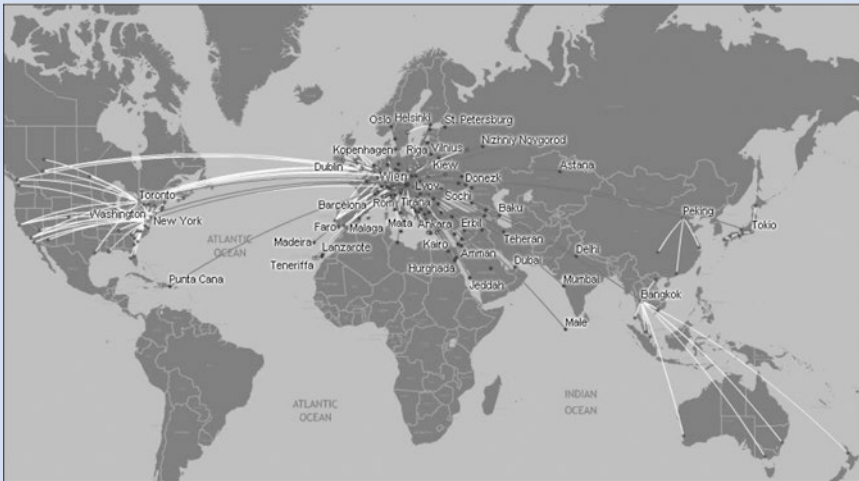 Oslo Helsinki St. Petersburg
Kopenhagen Riga Vilnius Nizhniy Novgorod
Dublin Kiew Astana
Wien Lvov Donezk
Toronto Barcelona Rom Tirana Sochi
Washington New York Faro Malaga Malta Ankara Erbil Baku Peking Tokio
ATLANTIC
OCEAN
Madeira Lanzarote Kairo Amman Teheran Delhi
Teneriffa Hurghada Dubai
Punta Cana Jeddah Mumbai Bangkok
Male
ATLANTIC
OCEAN
INDIAN
OCEAN